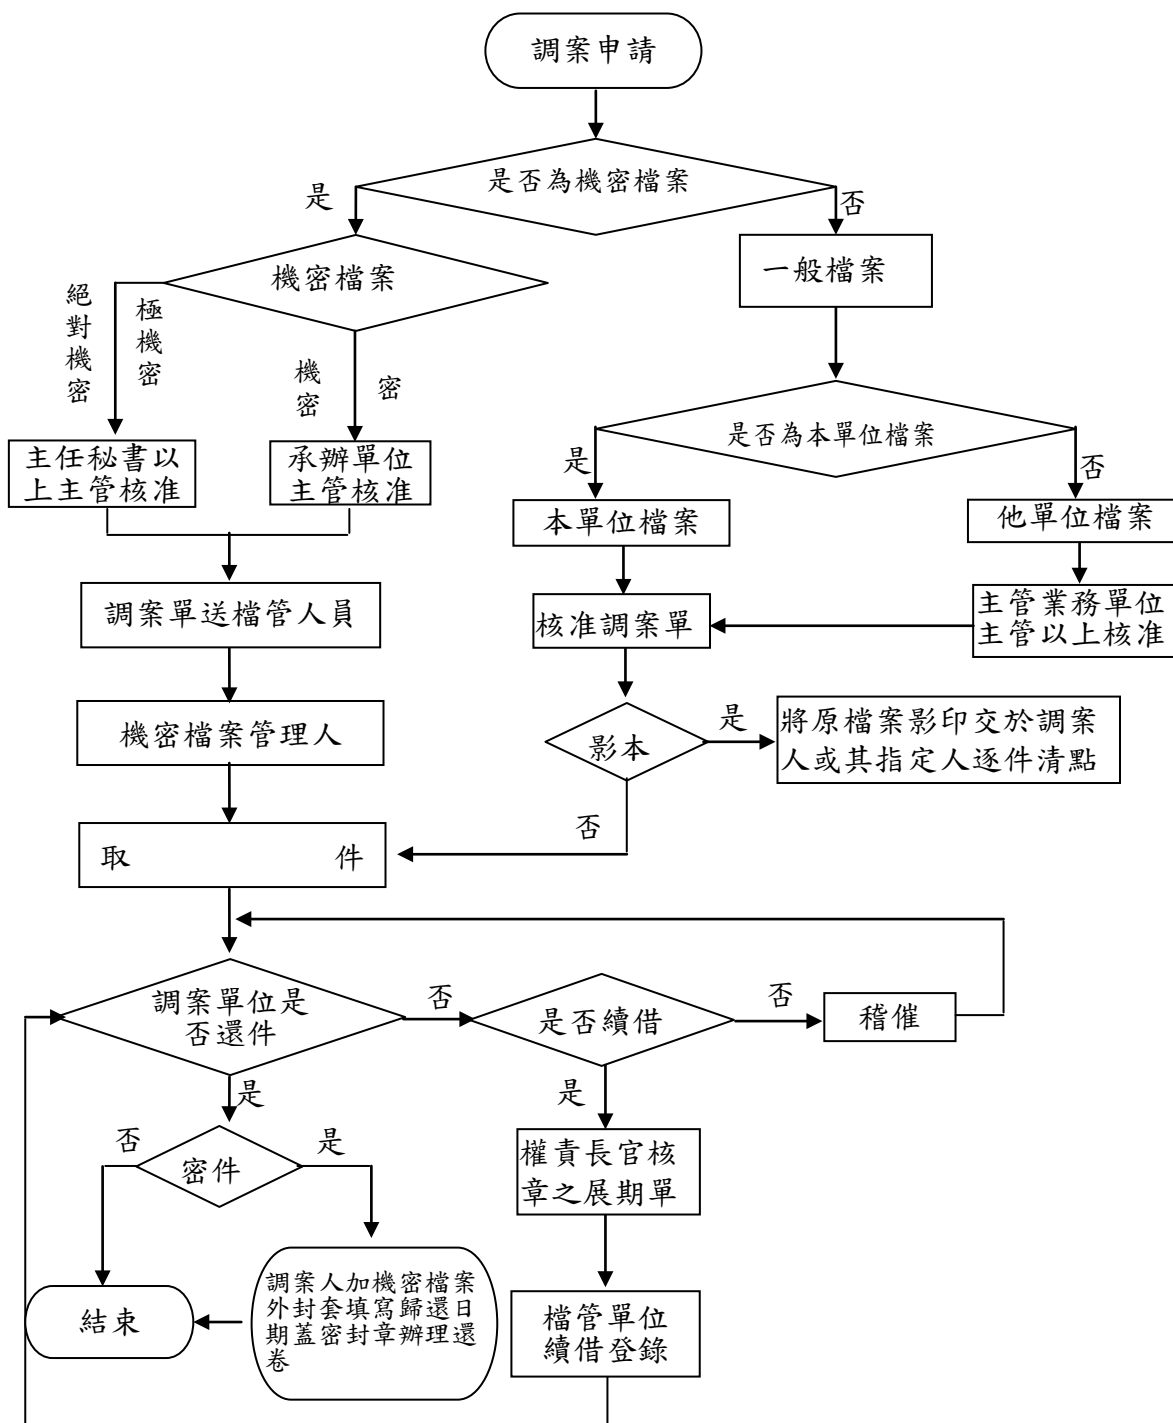 調案申請
是否為機密檔案
是
否
機密檔案
一般檔案
絕對機密
極機密
機密
密
是否為本單位檔案
是
否
主任秘書以
上主管核准
承辦單位
主管核准
本單位檔案
他單位檔案
調案單送檔管人員
核准調案單
主管業務單位
主管以上核准
機密檔案管理人
影本
是
將原檔案影印交於調案
人或其指定人逐件清點
否
取 件
調案單位是
否還件
否
是否續借
否
稽催
是
是
否
密件
是
權責長官核
章之展期單
調案人加機密檔案
外封套填寫歸還日
期蓋密封章辦理還
卷
結束
檔管單位
續借登錄